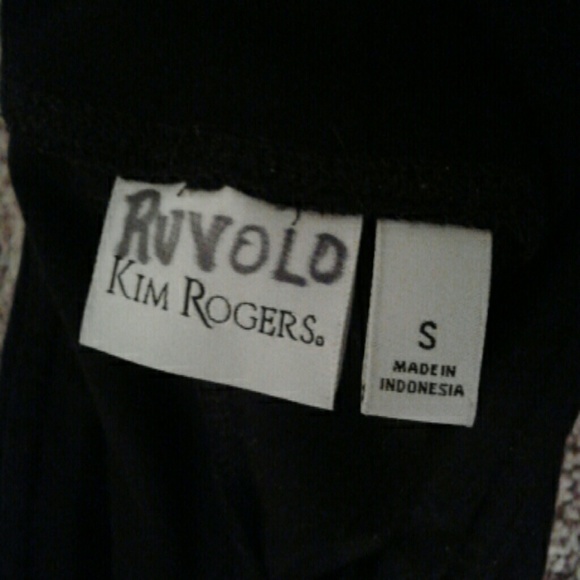 RUVOLO
KIM ROGERS®
S
MADE IN
INDONESIA